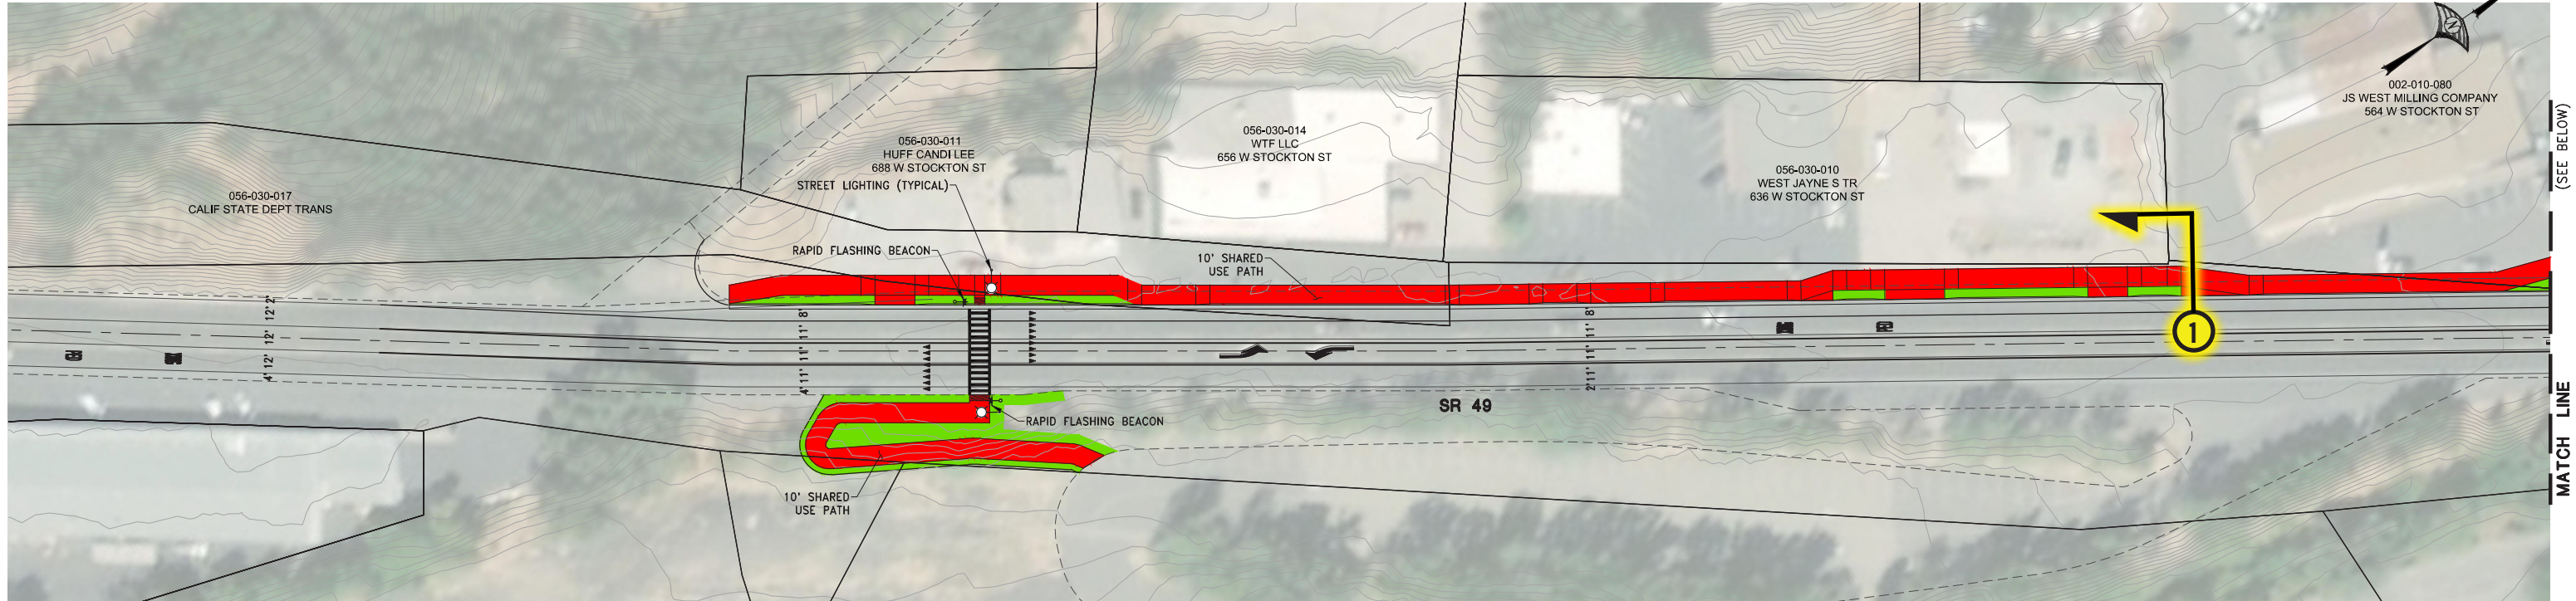 002-010-080
JS WEST MILLING COMPANY
564 W STOCKTON ST
(SEE BELOW)
056-030-011
HUFF CANDI LEE
688 W STOCKTON ST
056-030-014
WTF LLC
656 W STOCKTON ST
056-030-010
WEST JAYNE S TR
636 W STOCKTON ST
056-030-017
CALIF STATE DEPT TRANS
STREET LIGHTING (TYPICAL)
RAPID FLASHING BEACON
10' SHARED
USE PATH
4' 12' 12' 12' 2'
4' 11' 11' 11' 8'
2' 11' 11' 11' 8'
1
SR 49
RAPID FLASHING BEACON
10' SHARED
USE PATH
MATCH LINE
N